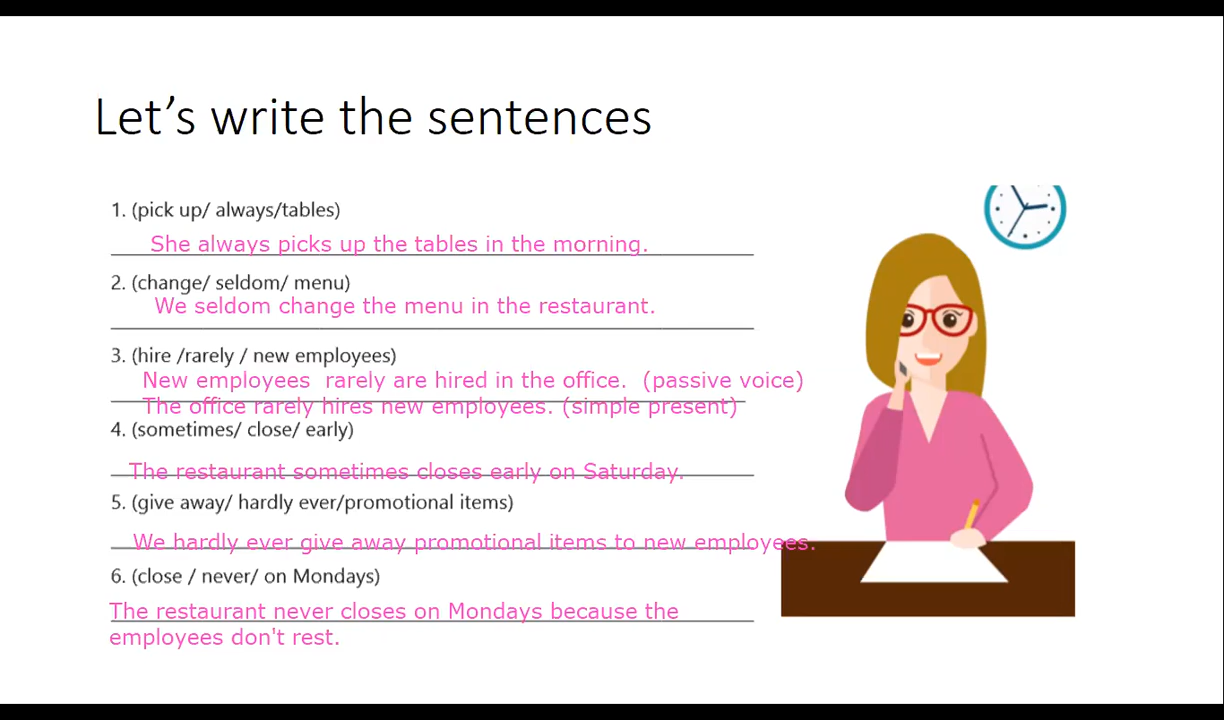 Let's write the sentences
1. (pick up/ always/tables)
She always picks up the tables in the morning.
2. (change/ seldom/ menu)
We seldom change the menu in the restaurant.
3. (hire /rarely / new employees)
New employees  rarely are hired in the office.  (passive voice)
The office rarely hires new employees. (simple present)
4. (sometimes/ close/ early)
The restaurant sometimes closes early on Saturday.
5. (give away/ hardly ever/promotional items)
We hardly ever give away promotional items to new employees.
6. (close / never/ on Mondays)
The restaurant never closes on Mondays because the
employees don't rest.